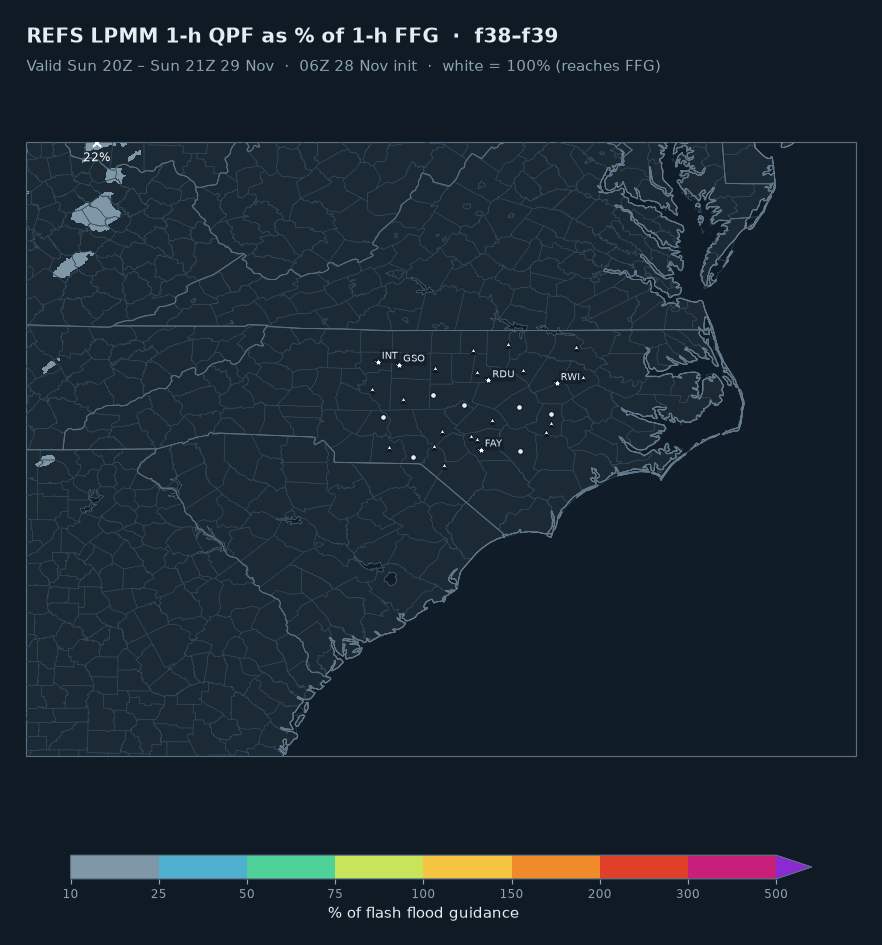 REFS LPMM 1-h QPF as % of 1-h FFG · f38–f39
Valid Sun 20Z – Sun 21Z 29 Nov · 06Z 28 Nov init · white = 100% (reaches FFG)
22%
INT
GSO
RDU
RWI
FAY
10 25 50 75 100 150 200 300 500
% of flash flood guidance